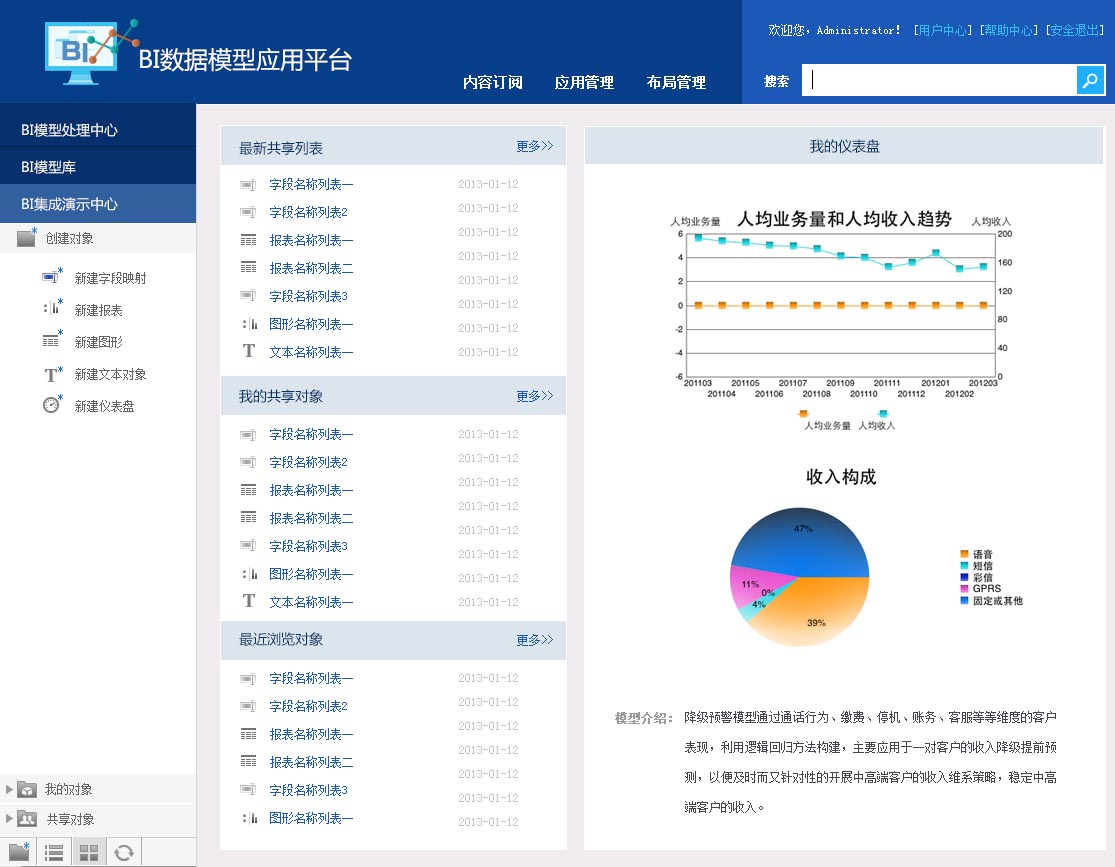 欢迎您，Administrator！ [用户中心] [帮助中心] [安全退出]
BI
BI数据模型应用平台
内容订阅 应用管理 布局管理
搜索
BI模型处理中心
BI模型库
BI集成演示中心
创建对象
新建字段映射
新建报表
新建图形
新建文本对象
新建仪表盘
我的对象
共享对象
最新共享列表 更多>>
字段名称列表一 2013-01-12
字段名称列表2 2013-01-12
报表名称列表一 2013-01-12
报表名称列表二 2013-01-12
字段名称列表3 2013-01-12
图形名称列表一 2013-01-12
文本名称列表一 2013-01-12
2013-01-12
我的共享对象 更多>>
字段名称列表一 2013-01-12
字段名称列表2 2013-01-12
报表名称列表一 2013-01-12
报表名称列表二 2013-01-12
字段名称列表3 2013-01-12
图形名称列表一 2013-01-12
文本名称列表一 2013-01-12
2013-01-12
最近浏览对象 更多>>
字段名称列表一 2013-01-12
字段名称列表2 2013-01-12
报表名称列表一 2013-01-12
报表名称列表二 2013-01-12
字段名称列表3 2013-01-12
图形名称列表一 2013-01-12
2013-01-12
我的仪表盘
人均业务量 人均业务量和人均收入趋势 人均收入
6 200
4 160
2 120
0 80
-2 40
-4 0
-6
201103 201105 201107 201109 201111 201201 201203
201104 201106 201108 201110 201112 201202
人均业务量 人均收入
收入构成
47%
11%
0%
4%
39%
语音
短信
彩信
GPRS
固定或其他
模型介绍： 降级预警模型通过通话行为、缴费、停机、账务、客服等等维度的客户
表现，利用逻辑回归方法构建，主要应用于一对客户的收入降级提前预
测，以便及时而又针对性的开展中高端客户的收入维系策略，稳定中高
端客户的收入。